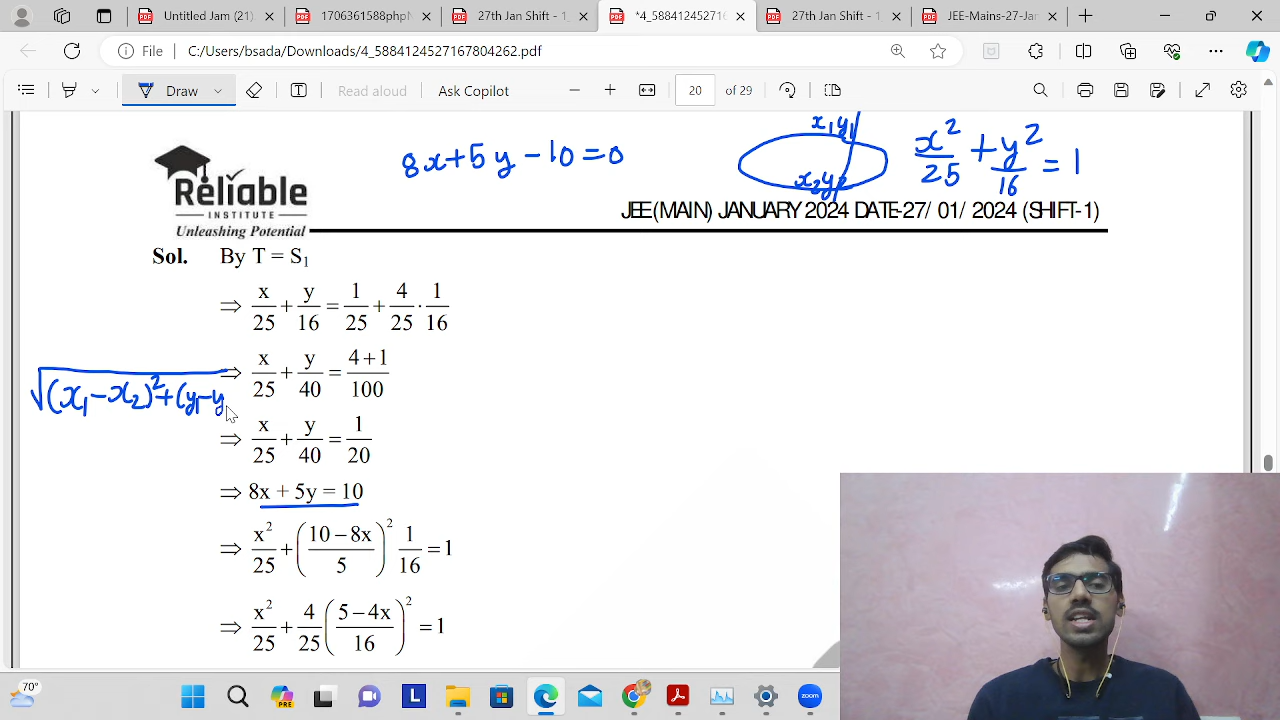 Untitled Jam (21).pdf
1706361588phpN
27th Jan Shift - 1_
*4_588412452716
27th Jan Shift - 1
JEE-Mains-27-Jan
File
C:/Users/bsada/Downloads/4_5884124527167804262.pdf
Draw
Read aloud
Ask Copilot
20
of 29
8x+5y-10=0
x₁y₁
x₂y₂
x²/25 + y²/16 = 1
Reliable
INSTITUTE
Unleashing Potential
JEE(MAIN) JANUARY 2024 DATE-27/ 01/ 2024 (SHIFT-1)
Sol. By T = S₁
⇒ x/25 + y/16 = 1/25 + 4/25 · 1/16
⇒ x/25 + y/40 = (4+1)/100
√(x₁-x₂)²+(y₁-y
⇒ x/25 + y/40 = 1/20
⇒ 8x + 5y = 10
⇒ x²/25 + ((10-8x)/5)² 1/16 = 1
⇒ x²/25 + 4/25 ((5-4x)/16)² = 1
70°
PRE
L
zoom